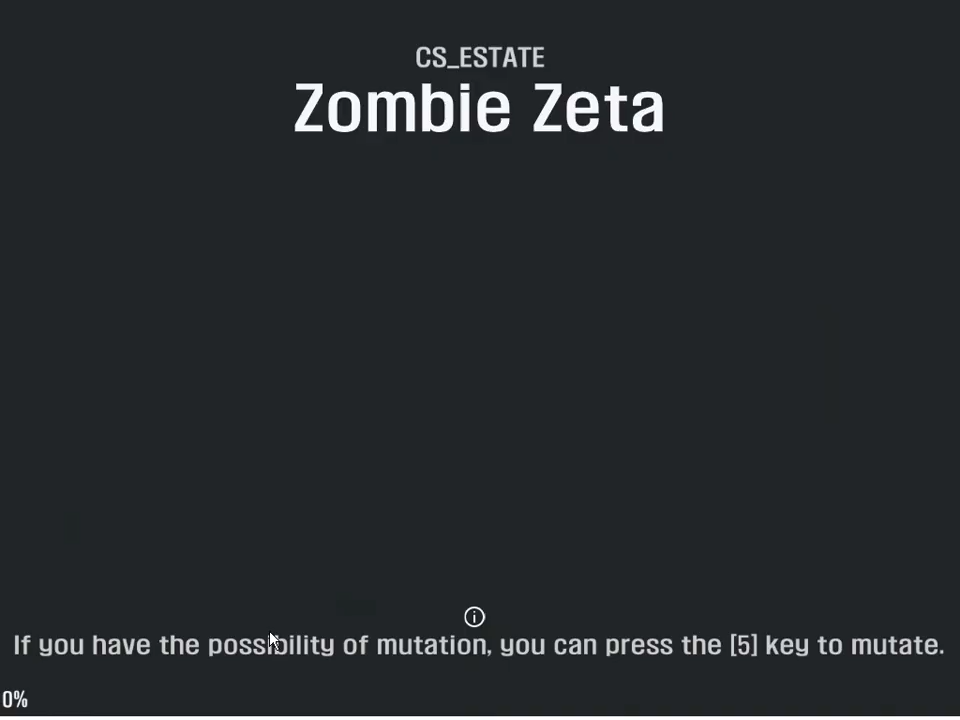 CS_ESTATE
Zombie Zeta
If you have the possibility of mutation, you can press the [5] key to mutate.
0%